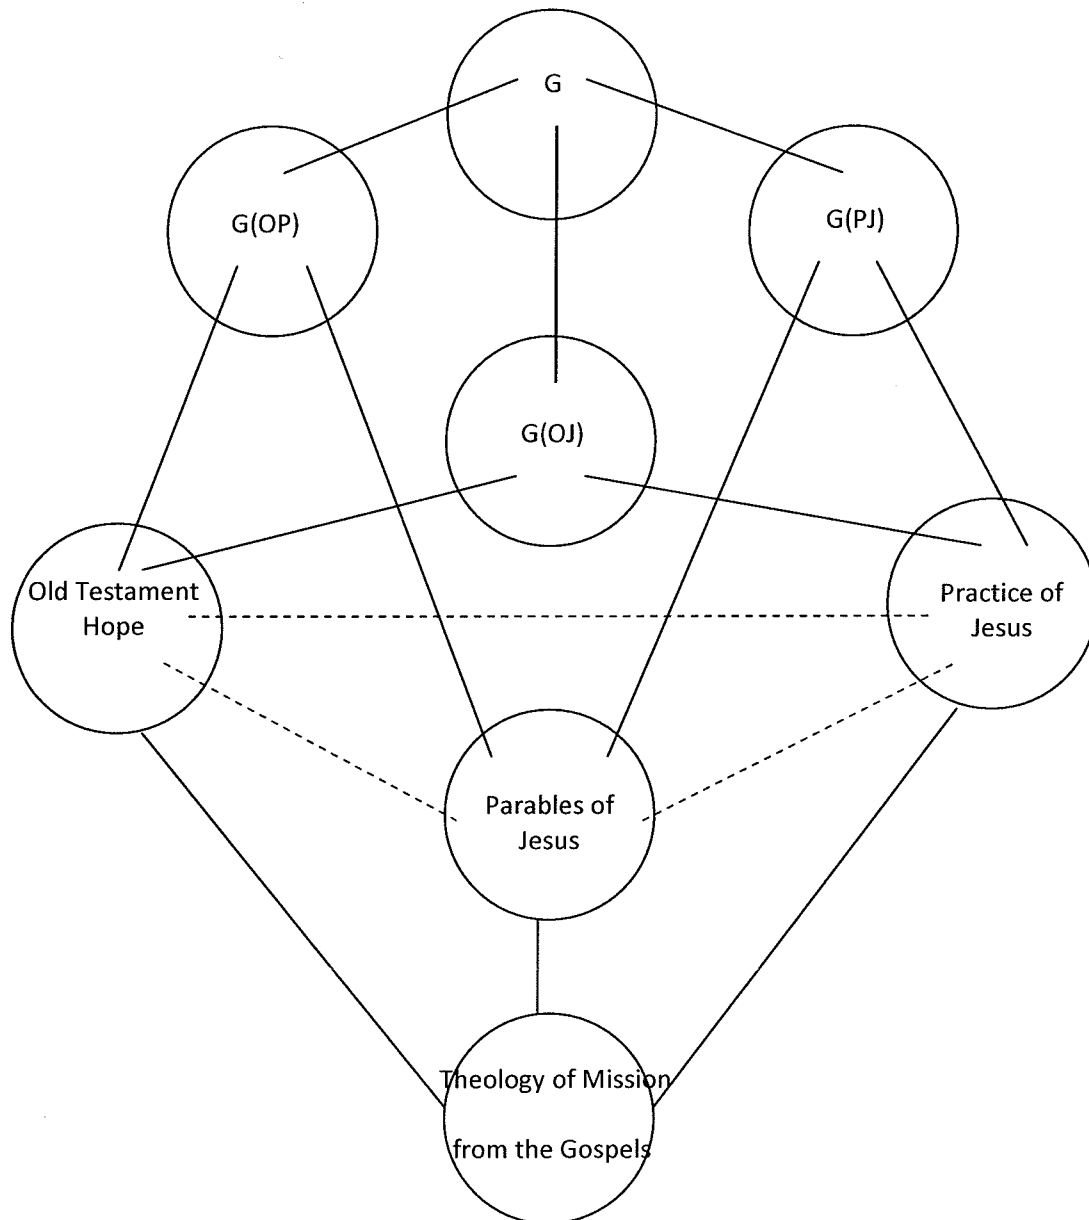 G
G(OP)
G(PJ)
G(OJ)
Old Testament
Hope
Practice of
Jesus
Parables of
Jesus
Theology of Mission
from the Gospels